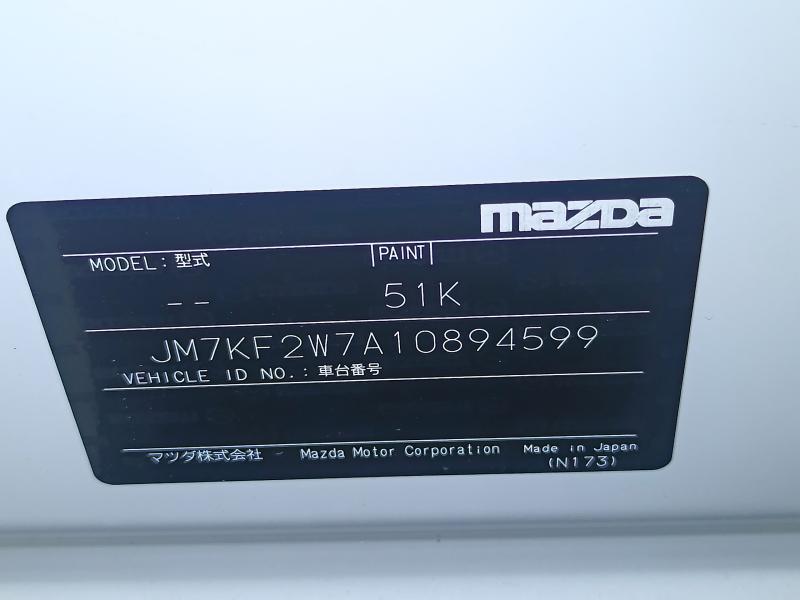 mazda
MODEL: 型式
PAINT
-- 51K
JM7KF2W7A10894599
VEHICLE ID NO.: 車台番号
マツダ株式会社 Mazda Motor Corporation Made in Japan
(N173)